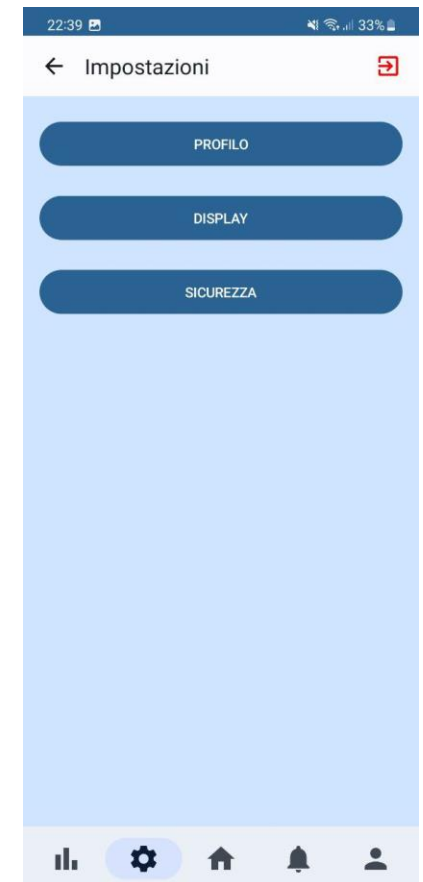 22:39 33%
Impostazioni
PROFILO
DISPLAY
SICUREZZA